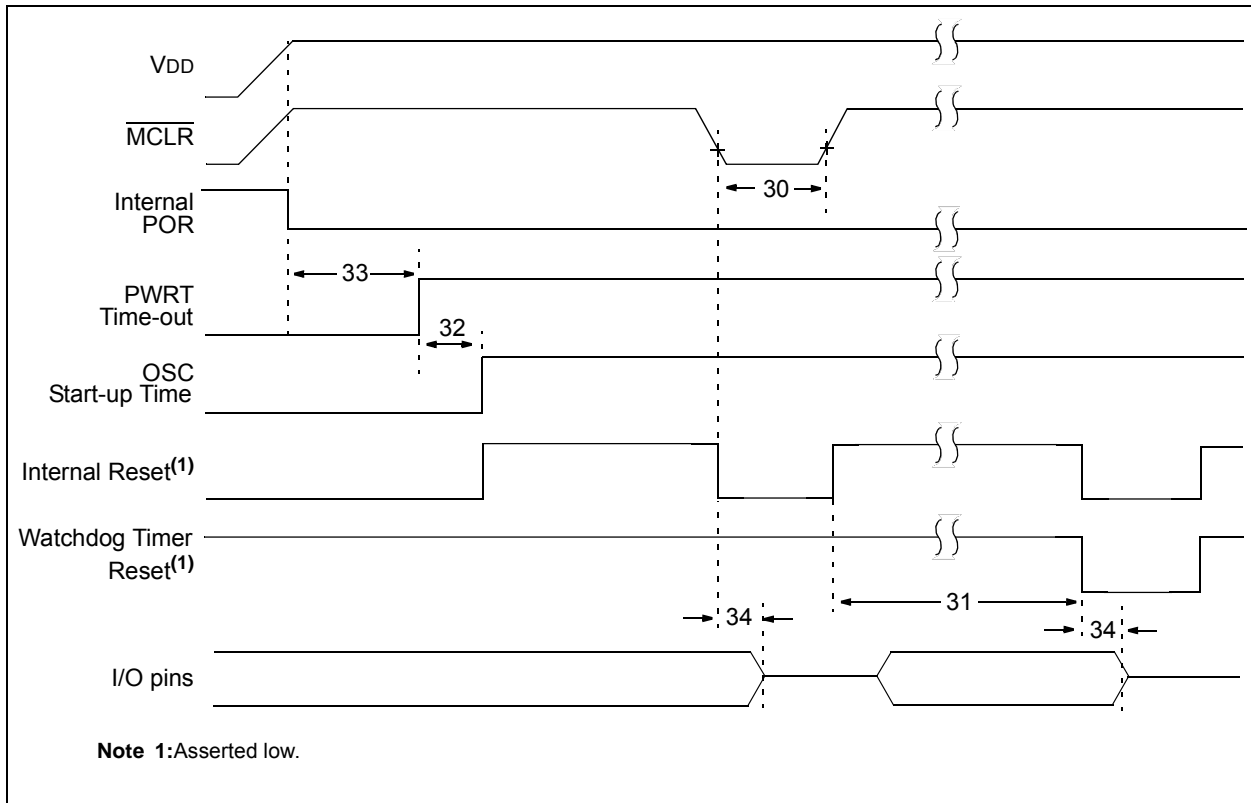 VDD
MCLR
Internal
POR
30
33
PWRT
Time-out
32
OSC
Start-up Time
Internal Reset(1)
Watchdog Timer
Reset(1)
31
34
34
I/O pins
Note 1:Asserted low.